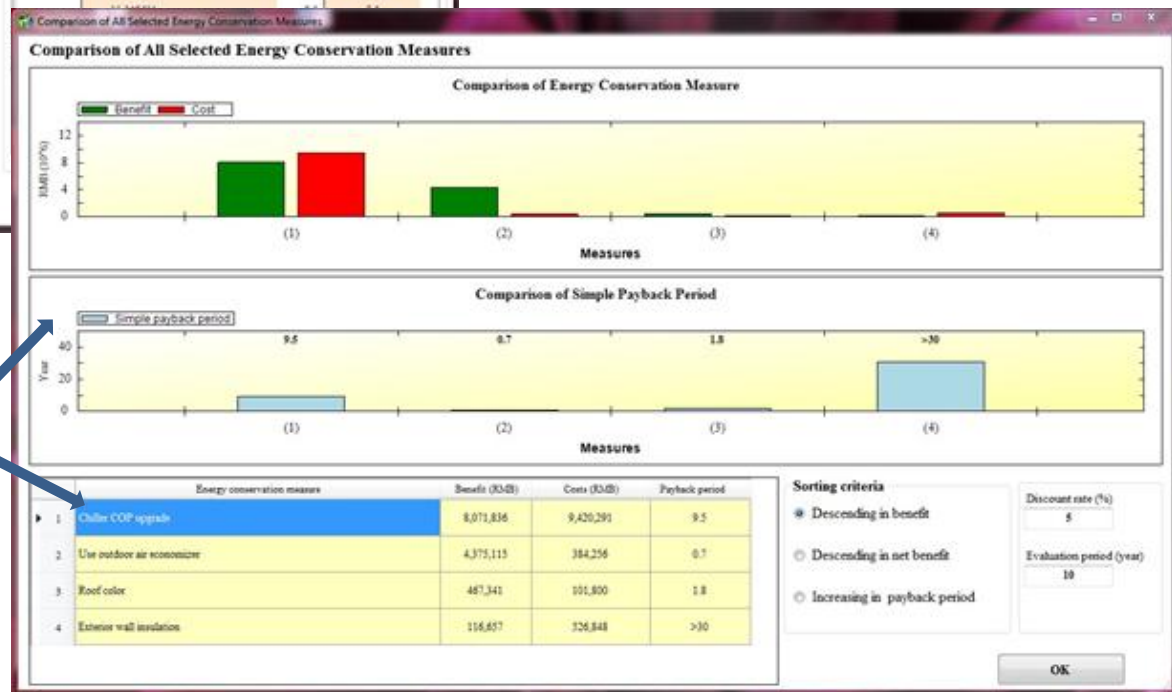 Comparison of All Selected Energy Conservation Measures
Comparison of All Selected Energy Conservation Measures
Comparison of Energy Conservation Measure
Benefit Cost
RMB (10^6)
12
8
4
0
(1) (2) (3) (4)
Measures
Comparison of Simple Payback Period
Simple payback period
9.5 0.7 1.8 >30
Year
40
20
0
(1) (2) (3) (4)
Measures
Energy conservation measure Benefit (RMB) Costs (RMB) Payback period
1 Chiller COP upgrade 8,071,836 9,420,291 9.5
2 Use outdoor air economizer 4,375,115 384,256 0.7
3 Roof color 467,341 101,800 1.8
4 Exterior wall insulation 116,657 526,848 >30
Sorting criteria
Descending in benefit
Descending in net benefit
Increasing in payback period
Discount rate (%)
5
Evaluation period (year)
10
OK